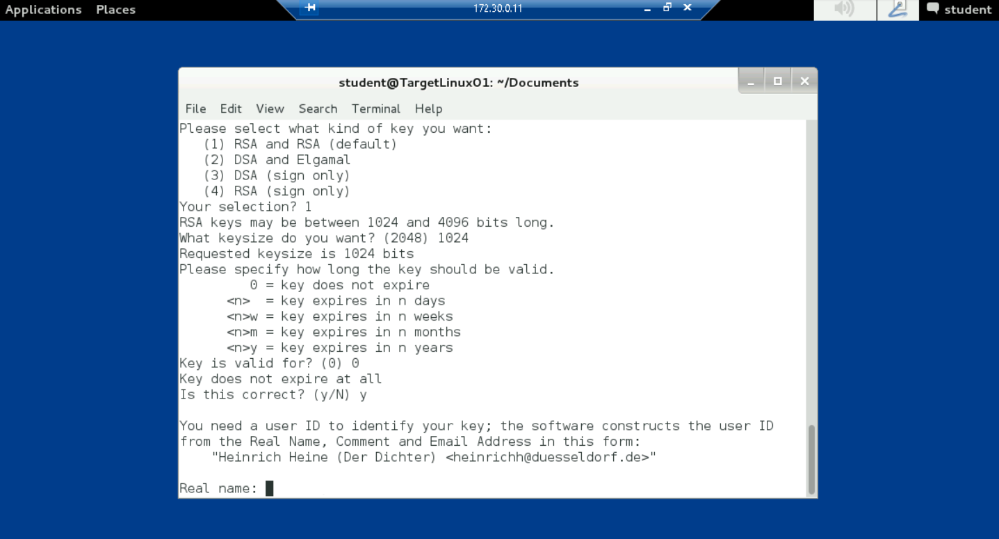 Applications Places 172.30.0.11 student
student@TargetLinux01: ~/Documents
File Edit View Search Terminal Help
Please select what kind of key you want:
(1) RSA and RSA (default)
(2) DSA and Elgamal
(3) DSA (sign only)
(4) RSA (sign only)
Your selection? 1
RSA keys may be between 1024 and 4096 bits long.
What keysize do you want? (2048) 1024
Requested keysize is 1024 bits
Please specify how long the key should be valid.
0 = key does not expire
<n> = key expires in n days
<n>w = key expires in n weeks
<n>m = key expires in n months
<n>y = key expires in n years
Key is valid for? (0) 0
Key does not expire at all
Is this correct? (y/N) y
You need a user ID to identify your key; the software constructs the user ID
from the Real Name, Comment and Email Address in this form:
"Heinrich Heine (Der Dichter) <heinrichh@duesseldorf.de>"
Real name: